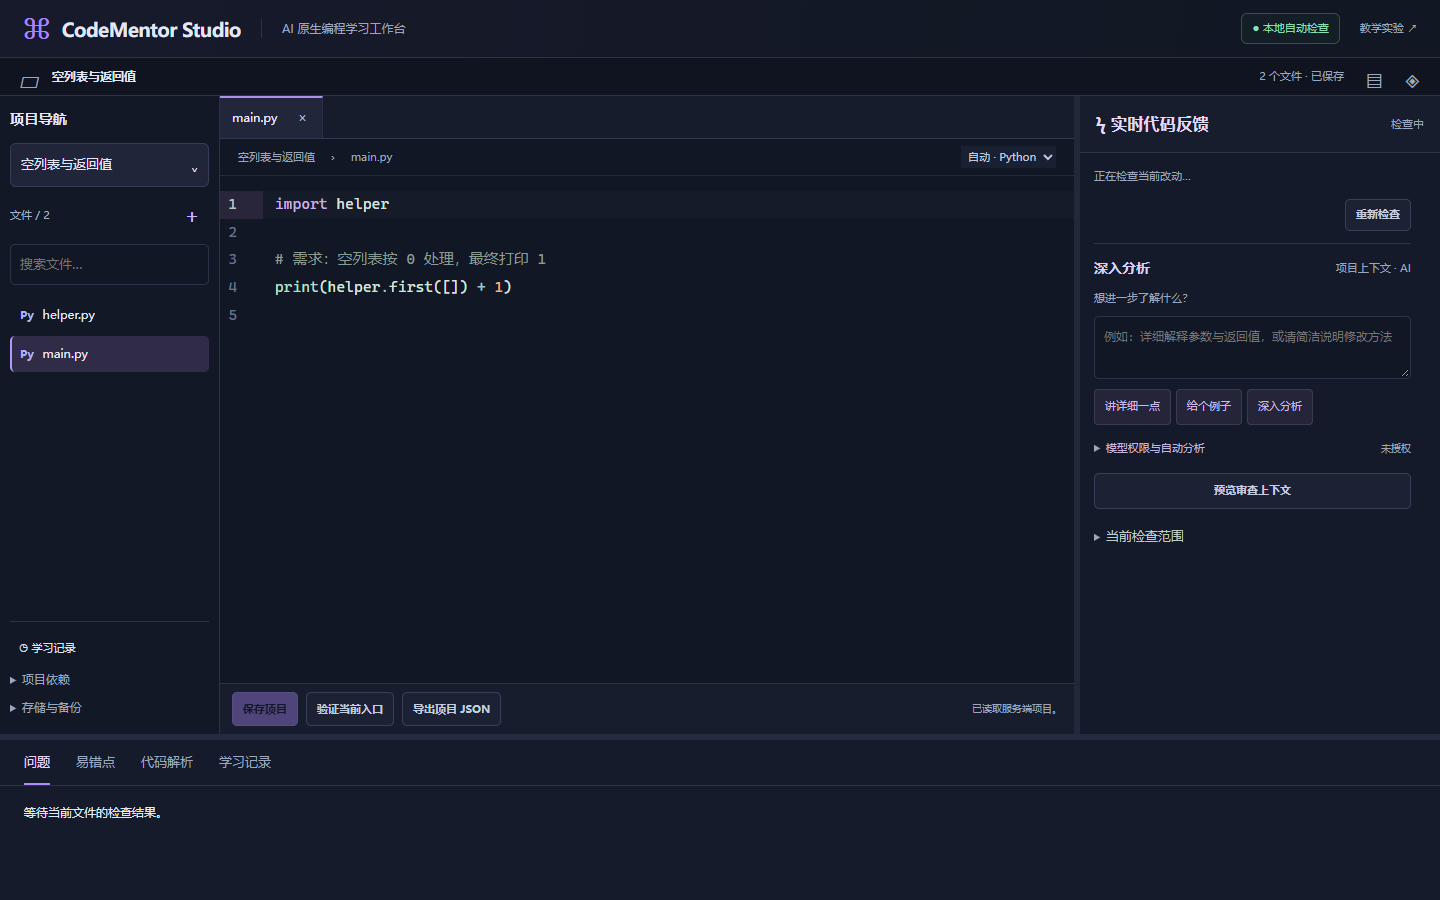 ⌘ CodeMentor Studio
AI 原生编程学习工作台
● 本地自动检查
教学实验 ↗
空列表与返回值
2 个文件 · 已保存
项目导航
空列表与返回值
文件 / 2
+
搜索文件...
Py helper.py
Py main.py
◷ 学习记录
▸ 项目依赖
▸ 存储与备份
main.py ×
空列表与返回值 › main.py
自动 · Python
1 import helper
2
3 # 需求：空列表按 0 处理，最终打印 1
4 print(helper.first([]) + 1)
5
保存项目
验证当前入口
导出项目 JSON
已读取服务端项目。
ϟ 实时代码反馈
检查中
正在检查当前改动...
重新检查
深入分析
项目上下文 · AI
想进一步了解什么？
例如：详细解释参数与返回值，或请简洁说明修改方法
讲详细一点
给个例子
深入分析
▸ 模型权限与自动分析
未授权
预览审查上下文
▸ 当前检查范围
问题
易错点
代码解析
学习记录
等待当前文件的检查结果。